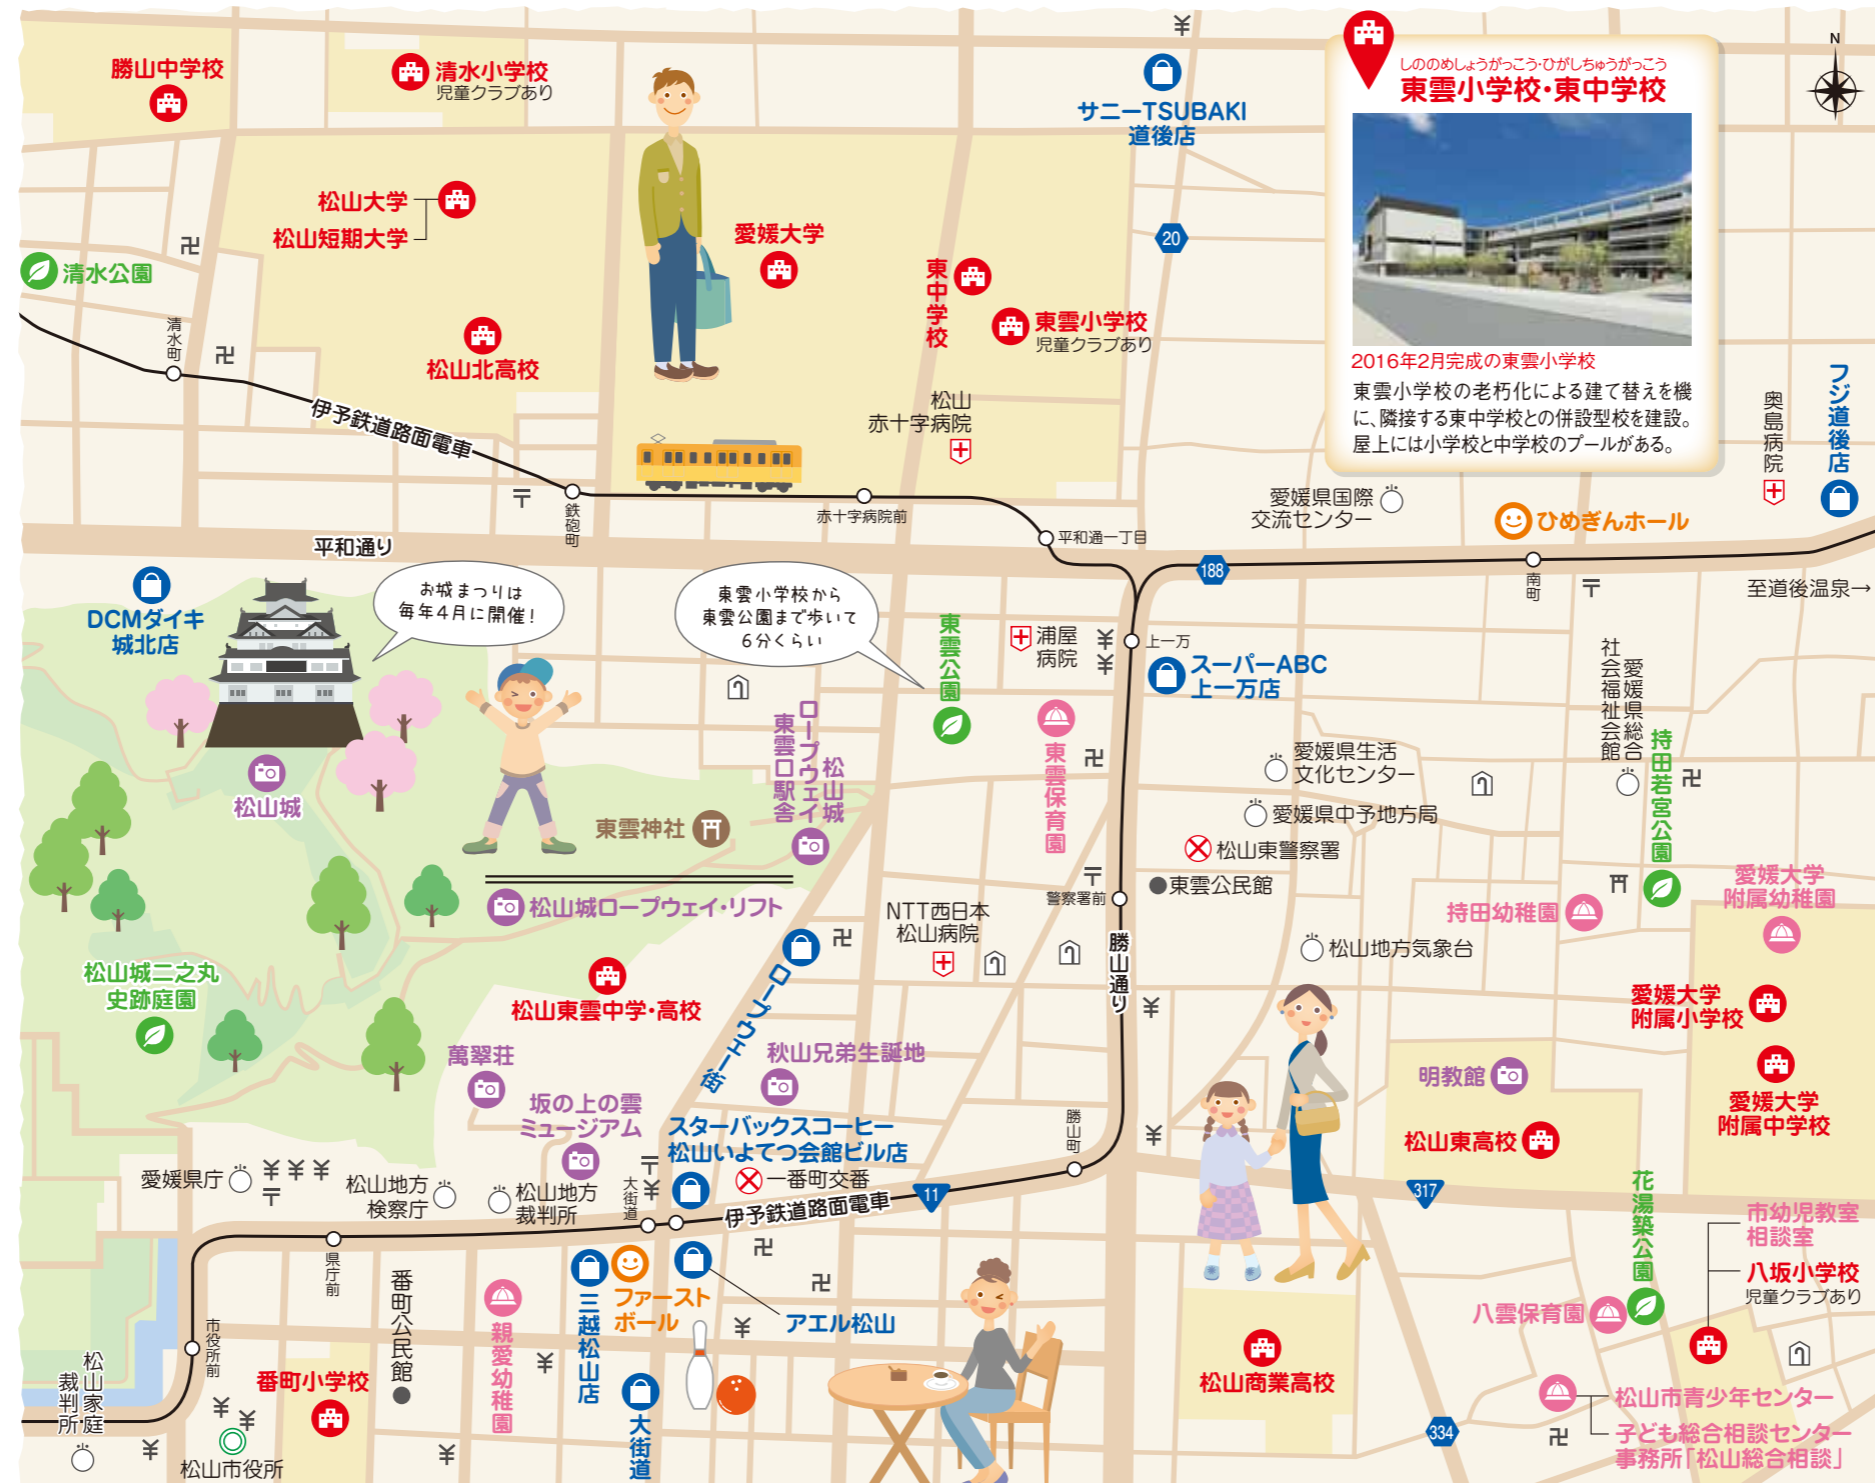 勝山中学校
清水小学校
児童クラブあり
サニーTSUBAKI
道後店
しののめしょうがっこう・ひがしちゅうがっこう
東雲小学校・東中学校
2016年2月完成の東雲小学校
東雲小学校の老朽化による建て替えを機
に、隣接する東中学校との併設型校を建設。
屋上には小学校と中学校のプールがある。
N
松山大学
松山短期大学
愛媛大学
20
清水公園
東中学校
東雲小学校
児童クラブあり
清水町
松山北高校
伊予鉄道路面電車
松山
赤十字病院
奥島病院
フジ道後店
鉄砲町
赤十字病院前
愛媛県国際
交流センター
ひめぎんホール
平和通り
平和通一丁目
188
南町
至道後温泉→
DCMダイキ
城北店
お城まつりは
毎年4月に開催!
東雲小学校から
東雲公園まで歩いて
6分くらい
東雲公園
浦屋
病院
上一万
スーパーABC
上一万店
愛媛県総合
社会福祉会館
持田若宮公園
松山城
松山城
ロープウェイ
東雲口駅舎
東雲保育園
愛媛県生活
文化センター
愛媛県中予地方局
東雲神社
松山東警察署
警察署前
東雲公民館
松山城ロープウェイ・リフト
NTT西日本
松山病院
勝山通り
持田幼稚園
愛媛大学
附属幼稚園
松山地方気象台
松山城二之丸
史跡庭園
松山東雲中学・高校
ロープウェー街
愛媛大学
附属小学校
萬翠荘
秋山兄弟生誕地
明教館
坂の上の雲
ミュージアム
スターバックスコーヒー
松山いよてつ会館ビル店
勝山町
松山東高校
愛媛大学
附属中学校
愛媛県庁
松山地方
検察庁
松山地方
裁判所
大街道
一番町交番
伊予鉄道路面電車
11
317
花湯築公園
市幼児教室
相談室
八坂小学校
児童クラブあり
県庁前
番町公民館
親愛幼稚園
三越松山店
ファースト
ボール
アエル松山
八雲保育園
市役所前
松山家庭
裁判所
番町小学校
大街道
松山商業高校
松山市青少年センター
子ども総合相談センター
事務所「松山総合相談」
334
松山市役所